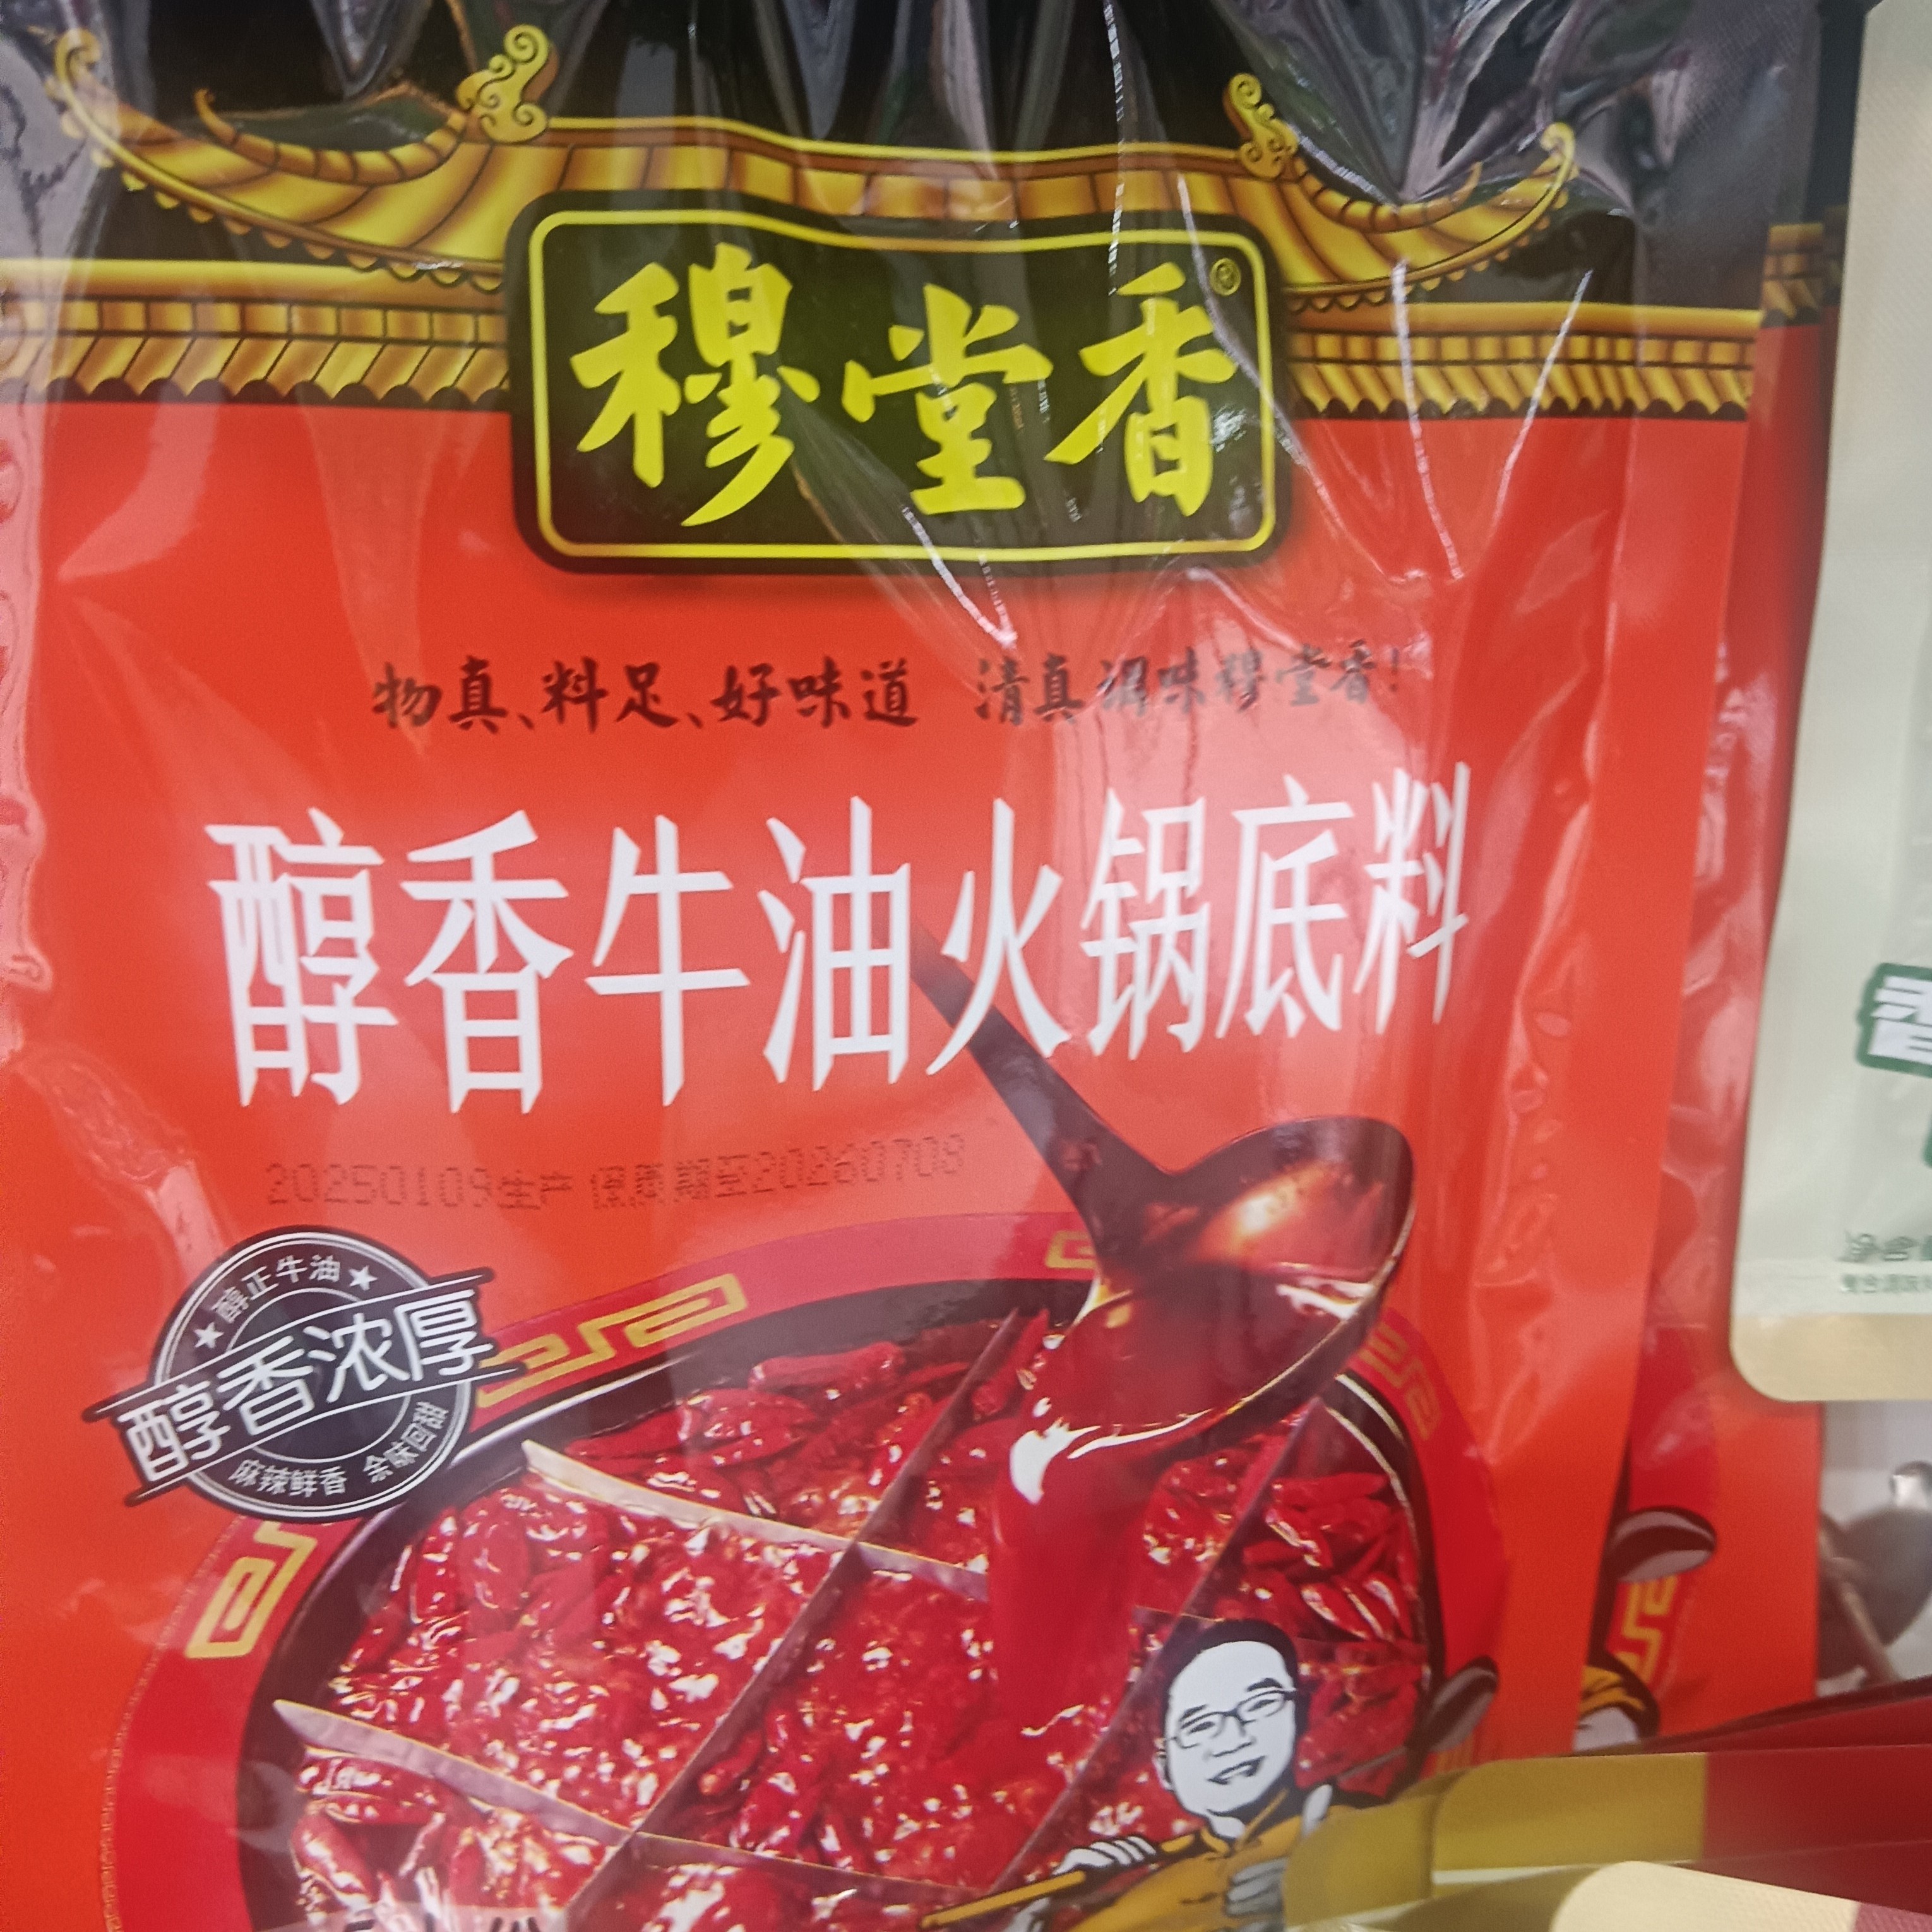 穆堂香®
物真、料足、好味道 清真调味穆堂香!
醇香牛油火锅底料
20250109生产 保质期至20260708
醇正牛油
醇香浓厚
麻辣鲜香 余味回甜